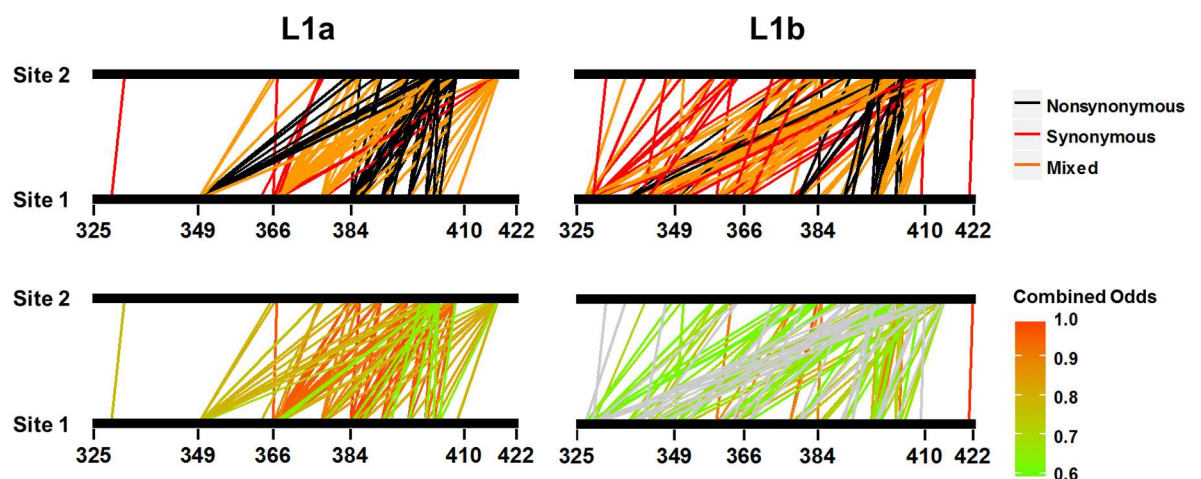 L1a
L1b
Site 2
Site 1
325 349 366 384 410 422
325 349 366 384 410 422
Nonsynonymous
Synonymous
Mixed
Site 2
Site 1
325 349 366 384 410 422
325 349 366 384 410 422
Combined Odds
1.0
0.9
0.8
0.7
0.6